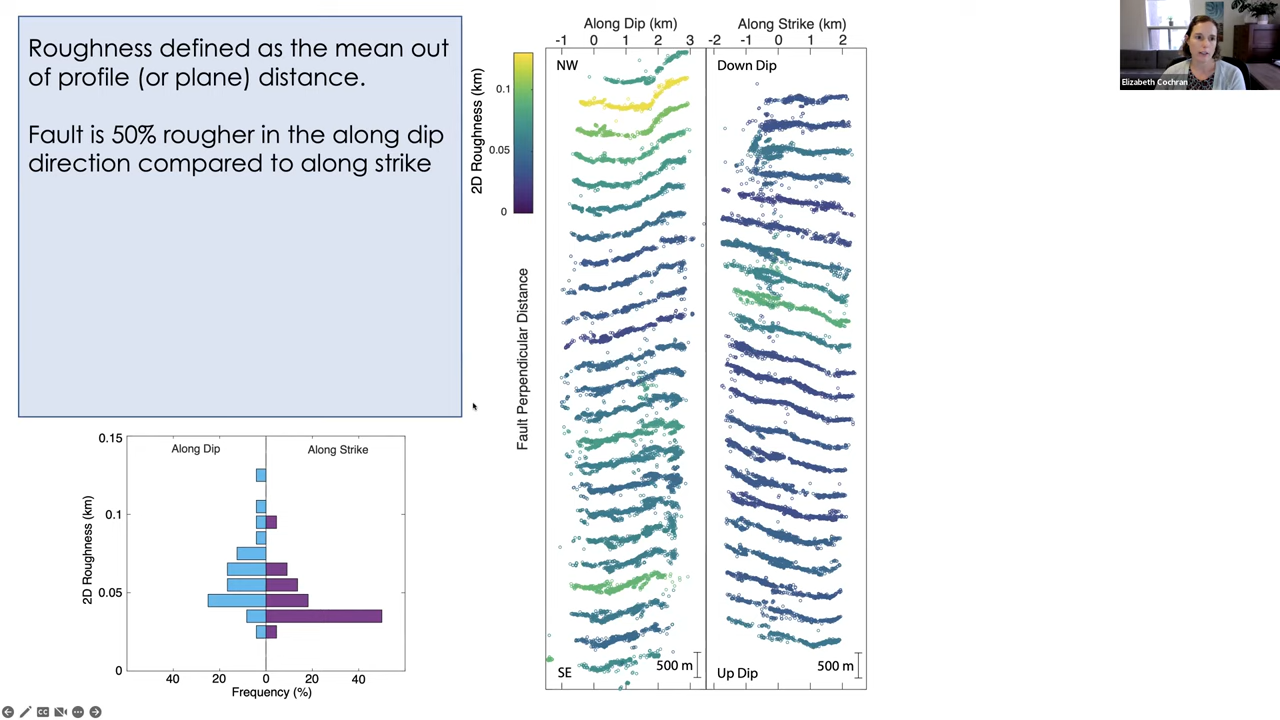 Roughness defined as the mean out
of profile (or plane) distance.
Fault is 50% rougher in the along dip
direction compared to along strike
Along Dip (km)
-1 0 1 2 3
Along Strike (km)
-2 -1 0 1 2
NW
Down Dip
2D Roughness (km)
0.1
0.05
0
Fault Perpendicular Distance
SE
500 m
Up Dip
500 m
0.15
Along Dip
Along Strike
2D Roughness (km)
0.1
0.05
0
40 20 0 20 40
Frequency (%)
Elizabeth Cochran
CC